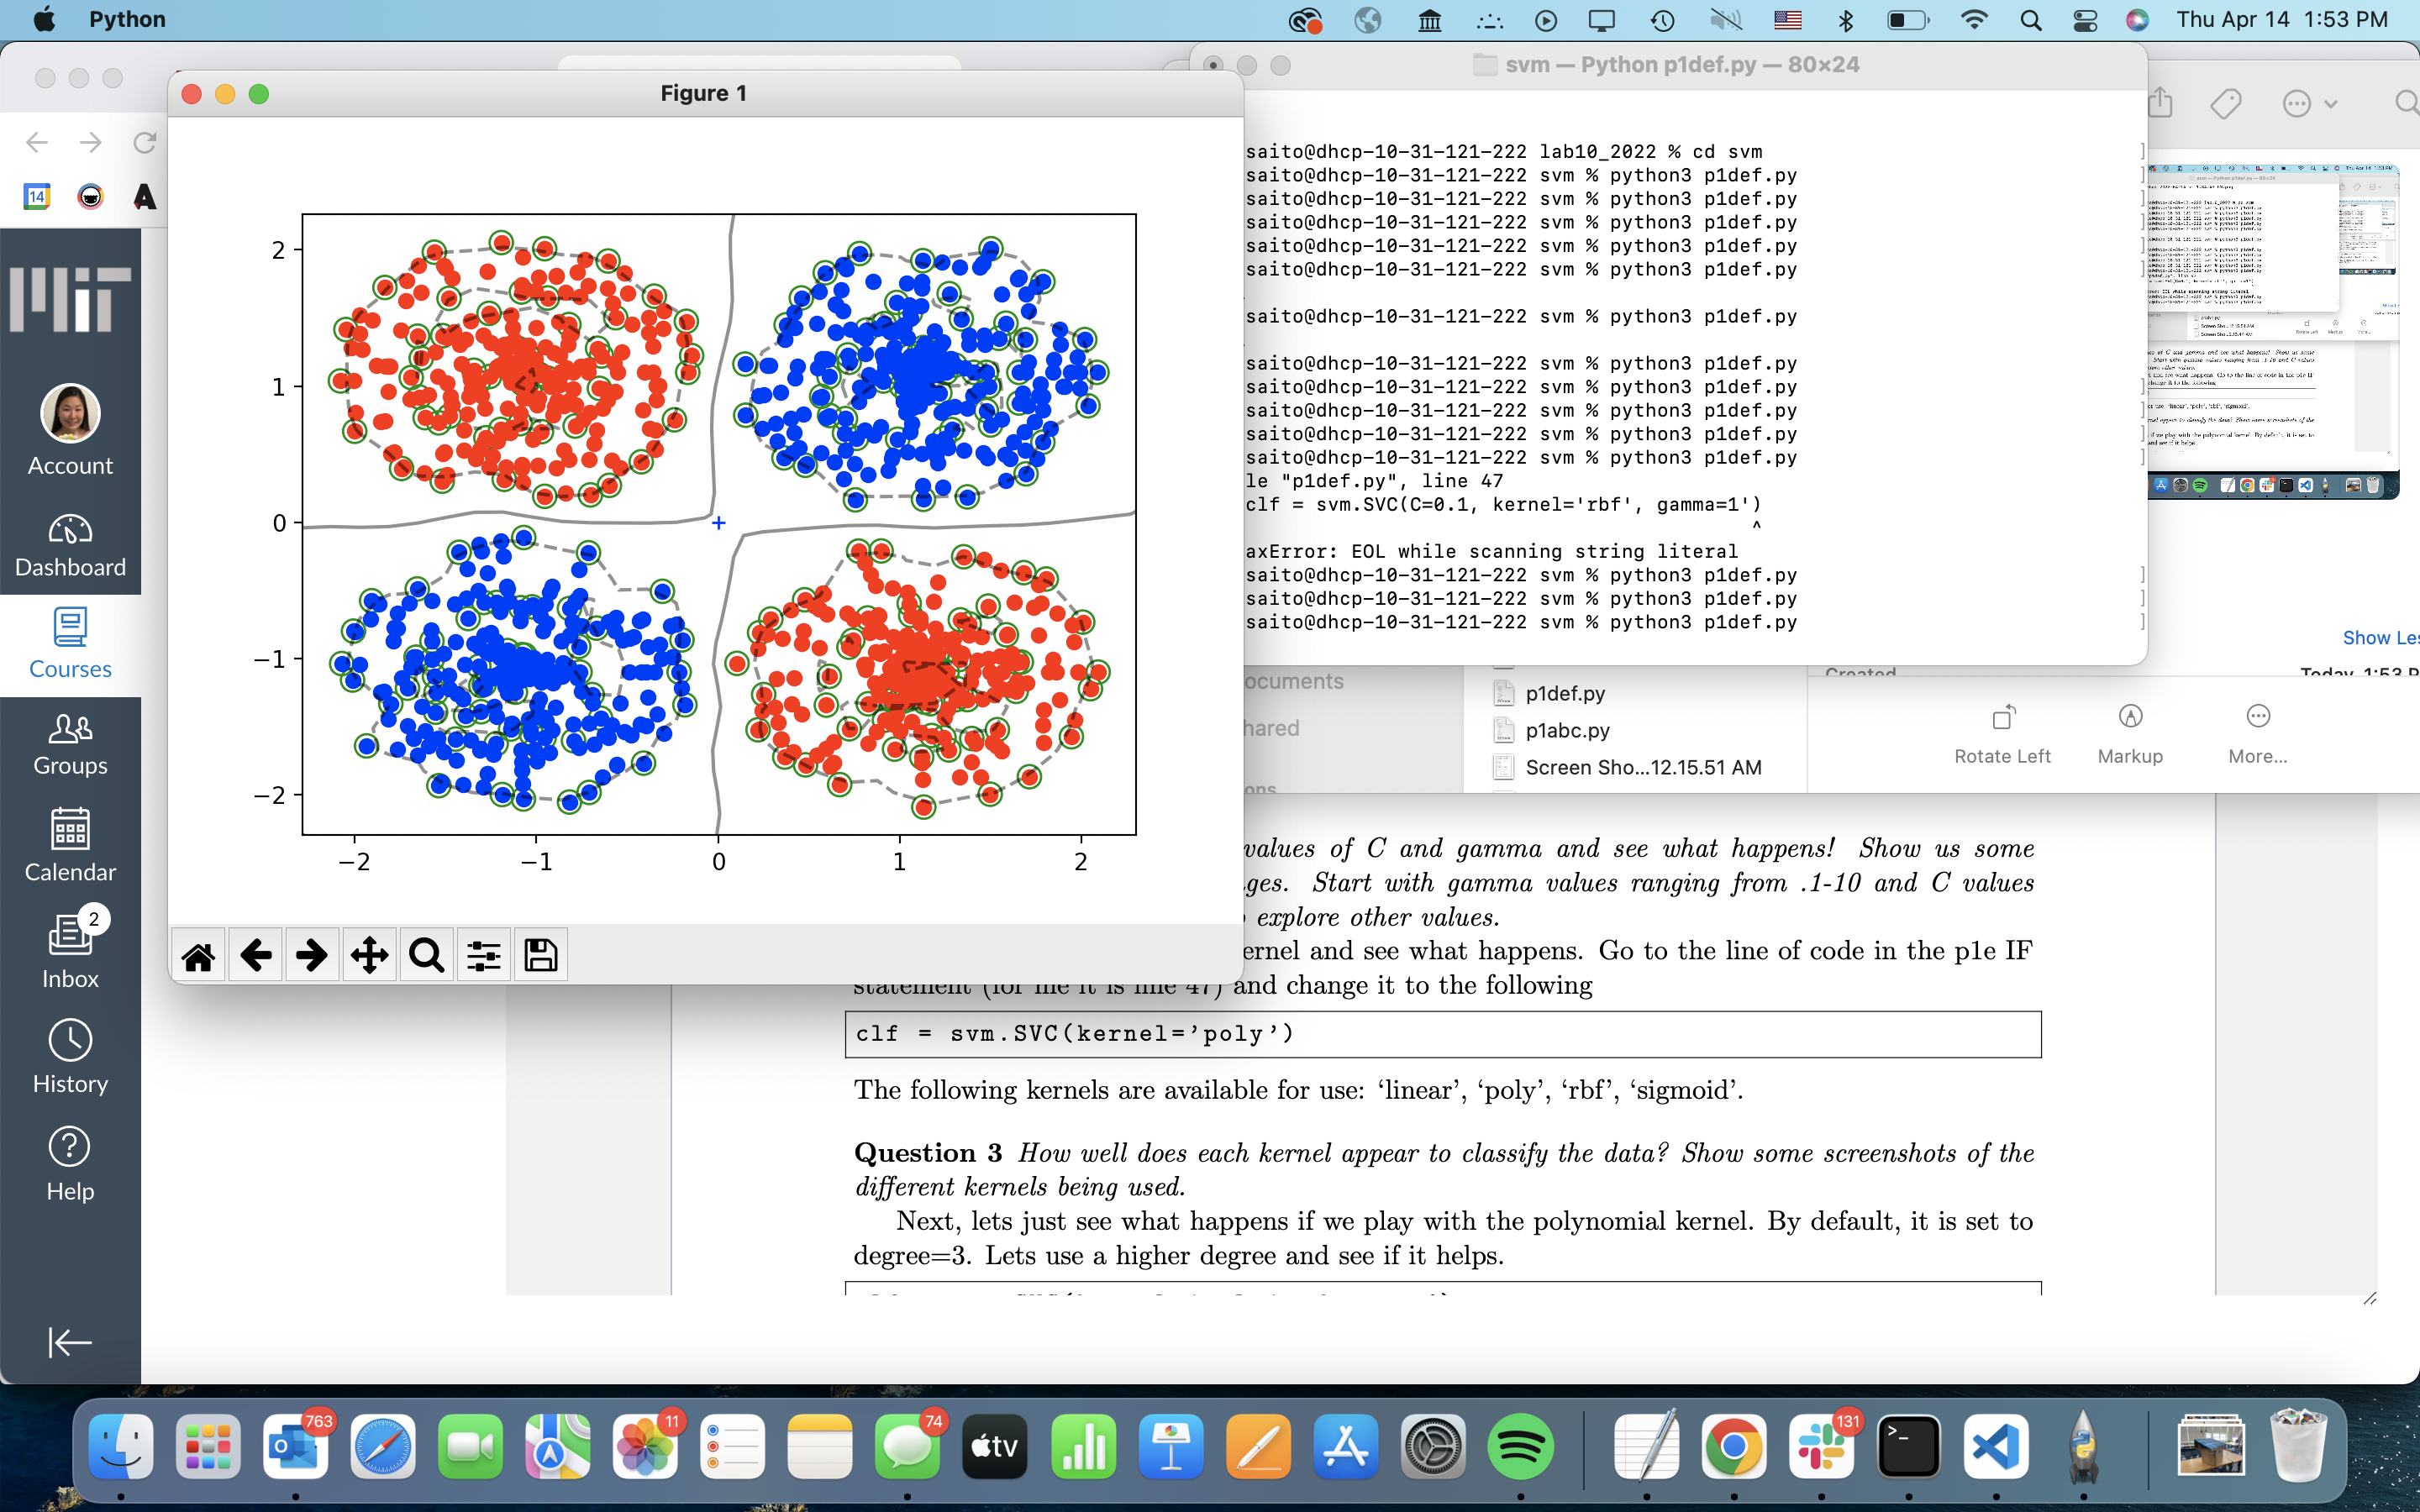 Python
Thu Apr 14 1:53 PM
Figure 1
svm — Python p1def.py — 80×24
14
saito@dhcp-10-31-121-222 lab10_2022 % cd svm
saito@dhcp-10-31-121-222 svm % python3 p1def.py
saito@dhcp-10-31-121-222 svm % python3 p1def.py
saito@dhcp-10-31-121-222 svm % python3 p1def.py
saito@dhcp-10-31-121-222 svm % python3 p1def.py
saito@dhcp-10-31-121-222 svm % python3 p1def.py
saito@dhcp-10-31-121-222 svm % python3 p1def.py
saito@dhcp-10-31-121-222 svm % python3 p1def.py
saito@dhcp-10-31-121-222 svm % python3 p1def.py
saito@dhcp-10-31-121-222 svm % python3 p1def.py
saito@dhcp-10-31-121-222 svm % python3 p1def.py
saito@dhcp-10-31-121-222 svm % python3 p1def.py
le "p1def.py", line 47
clf = svm.SVC(C=0.1, kernel='rbf', gamma=1')
^
axError: EOL while scanning string literal
saito@dhcp-10-31-121-222 svm % python3 p1def.py
saito@dhcp-10-31-121-222 svm % python3 p1def.py
saito@dhcp-10-31-121-222 svm % python3 p1def.py
MIT
Account
Dashboard
Courses
Groups
Calendar
2
Inbox
History
Help
2
1
0
−1
−2
−2 −1 0 1 2
Show Les
Created
Today, 1:53 P
ocuments
hared
ons
p1def.py
p1abc.py
Screen Sho...12.15.51 AM
Rotate Left
Markup
More...
values of C and gamma and see what happens! Show us some
ges. Start with gamma values ranging from .1-10 and C values
explore other values.
ernel and see what happens. Go to the line of code in the p1e IF
statement (for me it is line 47) and change it to the following
clf = svm.SVC(kernel=’poly’)
The following kernels are available for use: ‘linear’, ‘poly’, ‘rbf’, ‘sigmoid’.
Question 3 How well does each kernel appear to classify the data? Show some screenshots of the
different kernels being used.
Next, lets just see what happens if we play with the polynomial kernel. By default, it is set to
degree=3. Lets use a higher degree and see if it helps.
763
11
74
tv
131